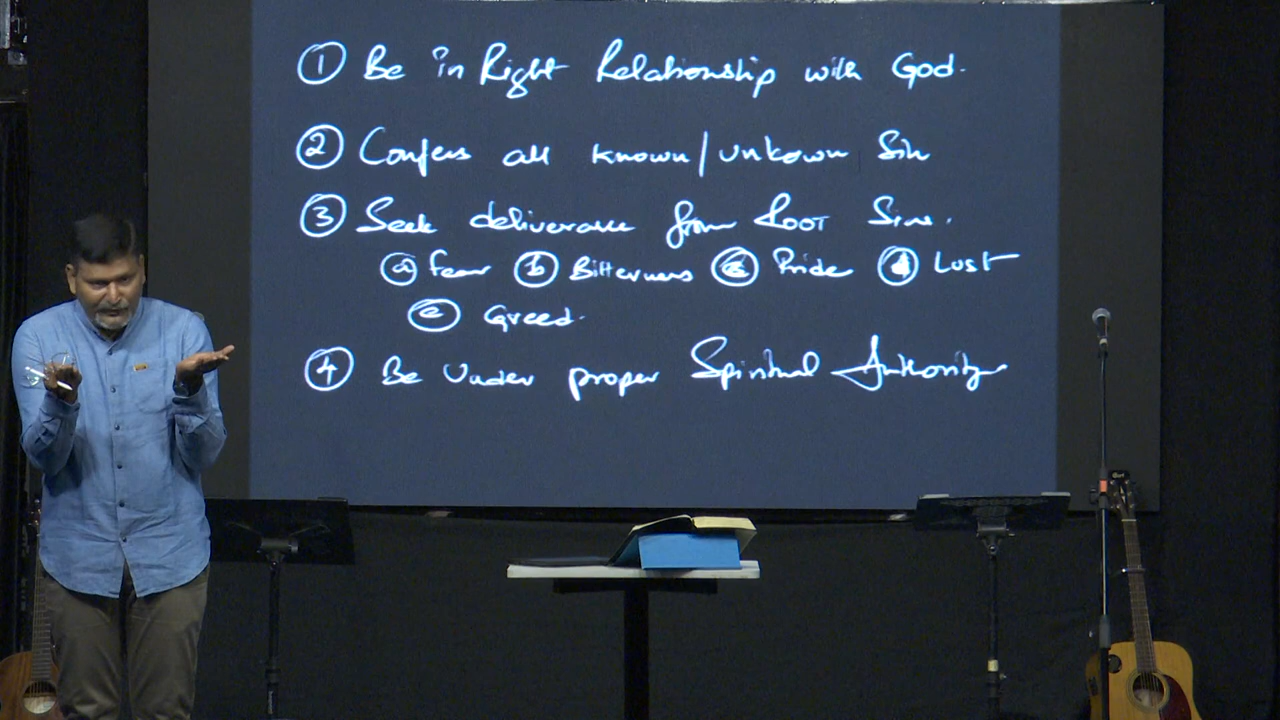 ① Be in Right Relationship with God.
② Confess all known/unkown Sin
③ Seek deliverance from ROOT Sins.
ⓐ fear ⓑ Bitterness ⓒ Pride ⓓ Lust
ⓔ Greed.
④ Be Under proper Spiritual Authority